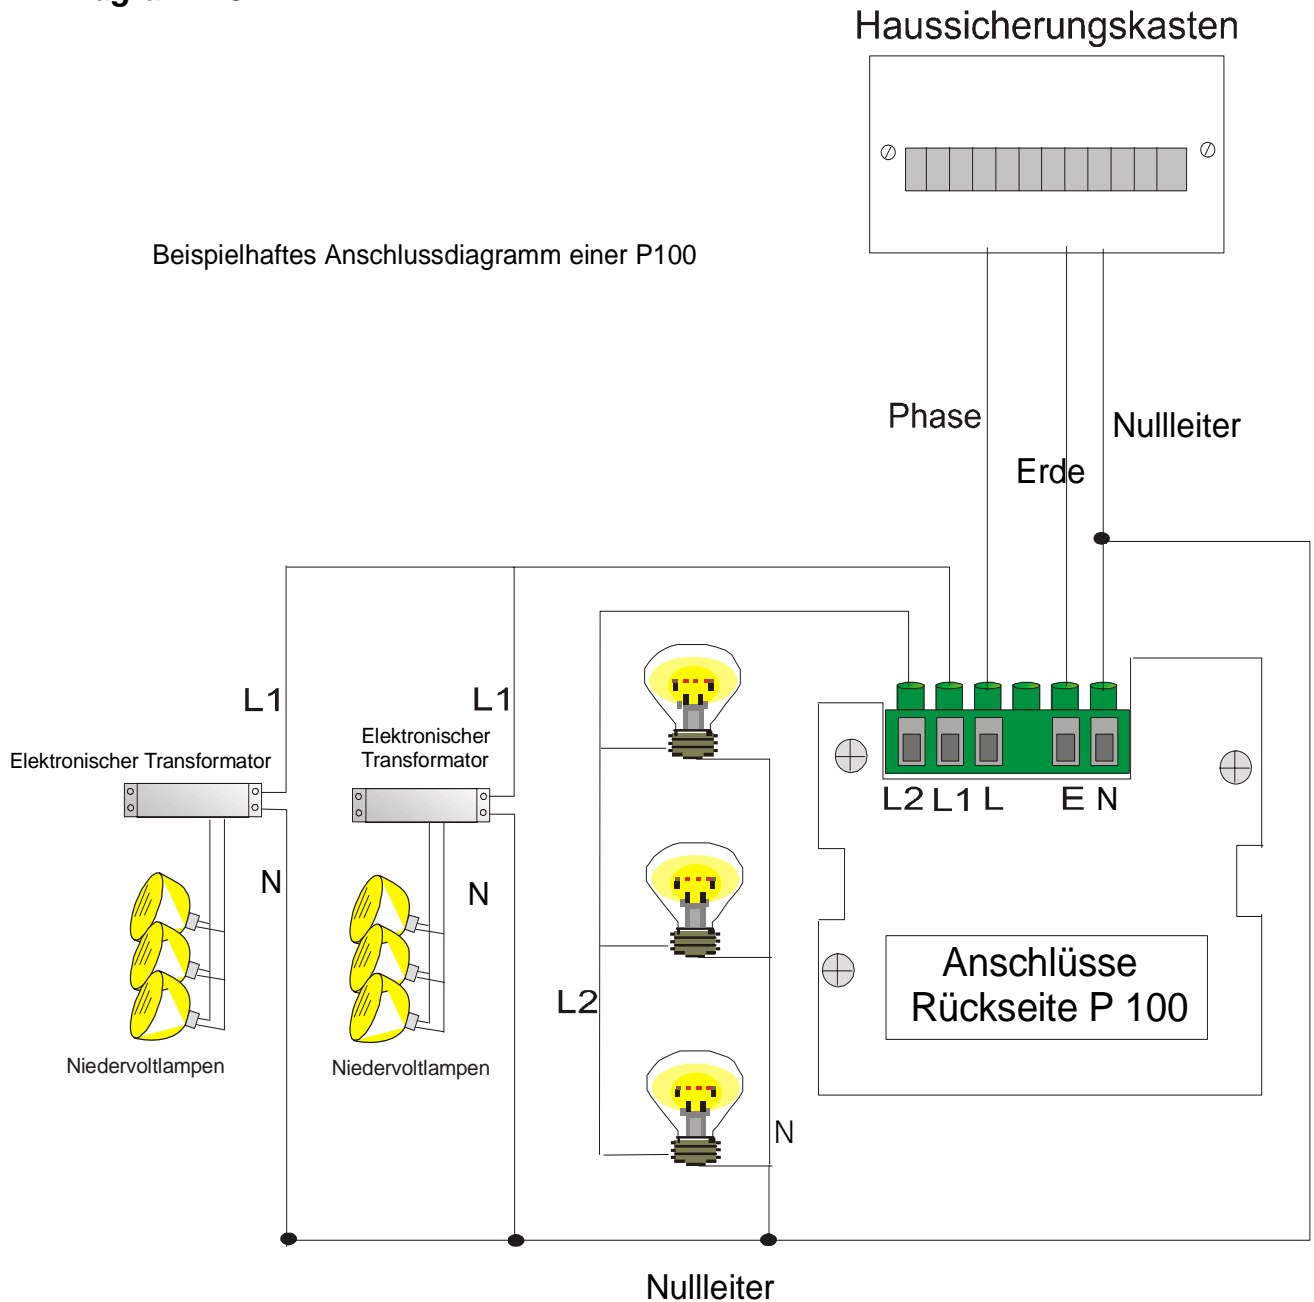 Haussicherungskasten
Beispielhaftes Anschlussdiagramm einer P100
Phase
Nullleiter
Erde
L1
L1
Elektronischer
Transformator
Elektronischer Transformator
L2 L1 L E N
N
N
Anschlüsse
Rückseite P 100
L2
Niedervoltlampen
Niedervoltlampen
N
Nullleiter